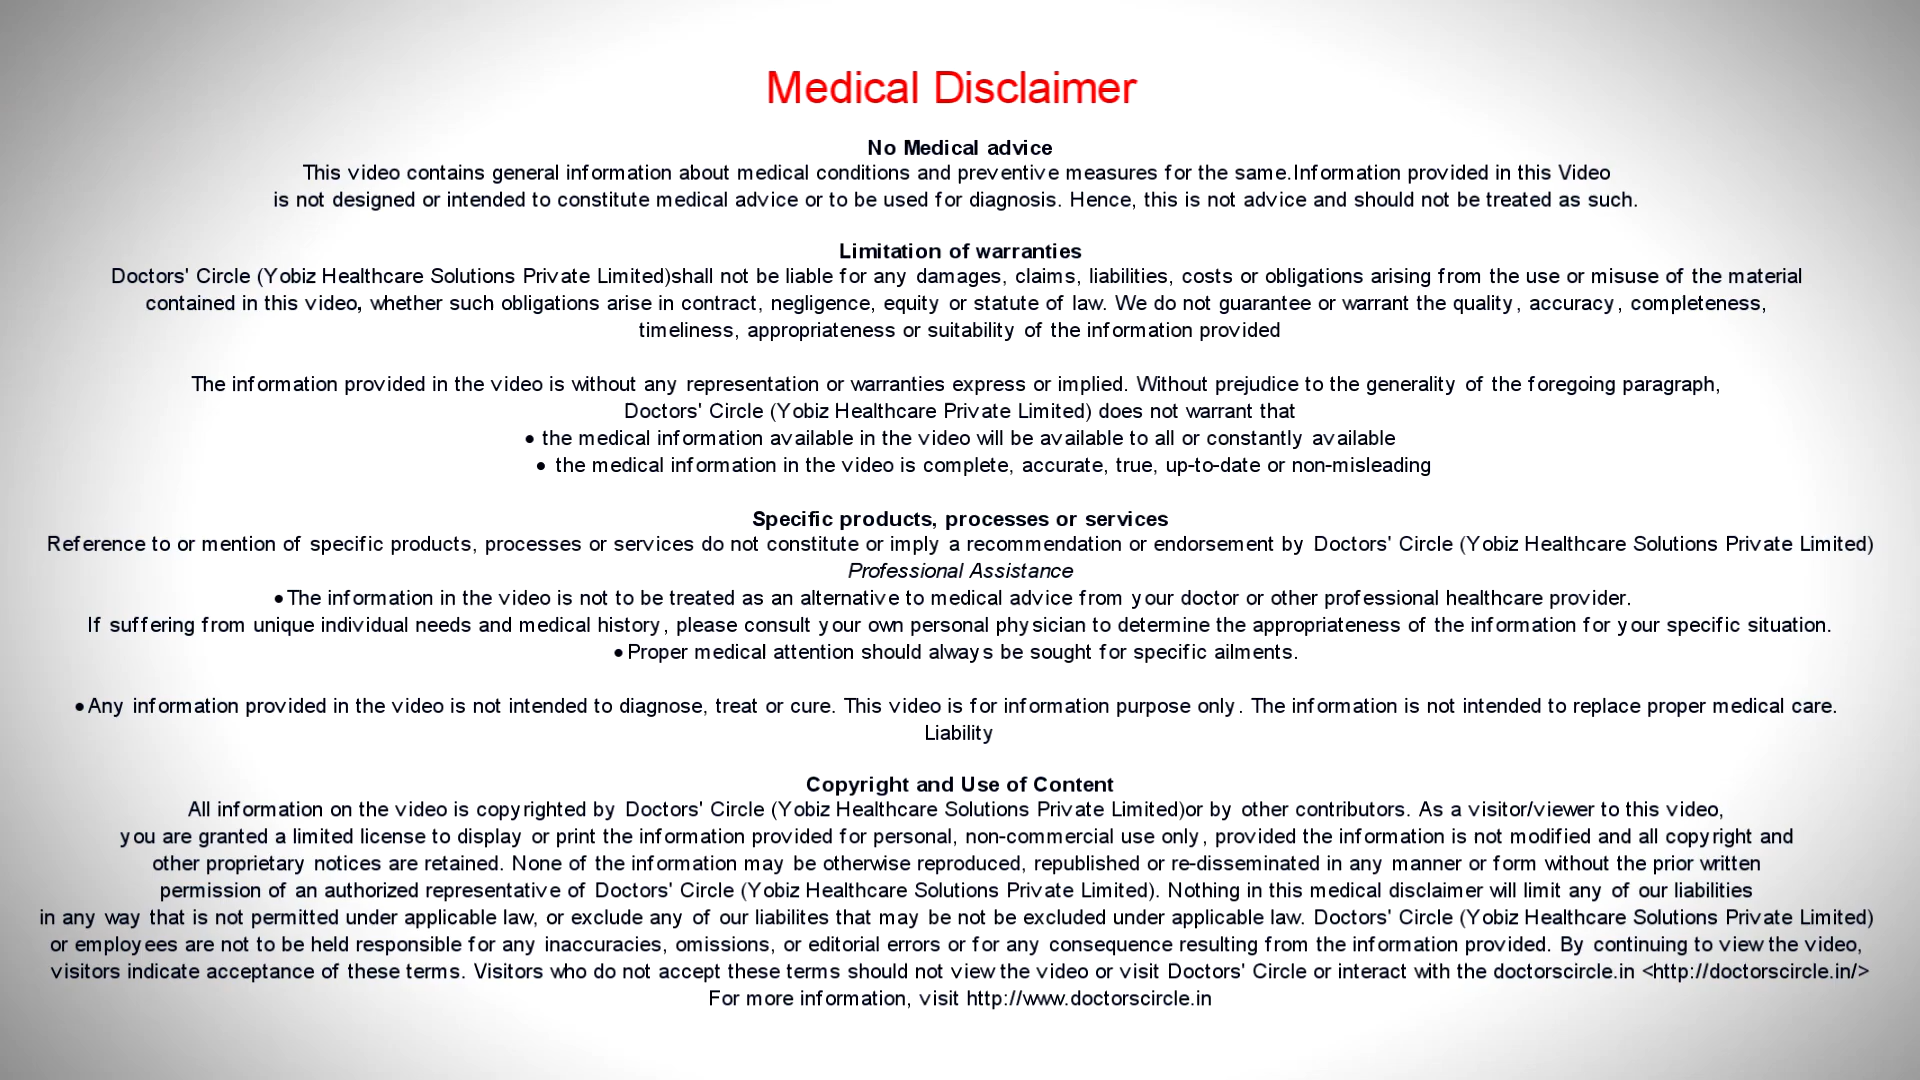 Medical Disclaimer
No Medical advice
This video contains general information about medical conditions and preventive measures for the same.Information provided in this Video
is not designed or intended to constitute medical advice or to be used for diagnosis. Hence, this is not advice and should not be treated as such.
Limitation of warranties
Doctors' Circle (Yobiz Healthcare Solutions Private Limited)shall not be liable for any damages, claims, liabilities, costs or obligations arising from the use or misuse of the material
contained in this video, whether such obligations arise in contract, negligence, equity or statute of law. We do not guarantee or warrant the quality, accuracy, completeness,
timeliness, appropriateness or suitability of the information provided
The information provided in the video is without any representation or warranties express or implied. Without prejudice to the generality of the foregoing paragraph,
Doctors' Circle (Yobiz Healthcare Private Limited) does not warrant that
• the medical information available in the video will be available to all or constantly available
• the medical information in the video is complete, accurate, true, up-to-date or non-misleading
Specific products, processes or services
Reference to or mention of specific products, processes or services do not constitute or imply a recommendation or endorsement by Doctors' Circle (Yobiz Healthcare Solutions Private Limited)
Professional Assistance
•The information in the video is not to be treated as an alternative to medical advice from your doctor or other professional healthcare provider.
If suffering from unique individual needs and medical history, please consult your own personal physician to determine the appropriateness of the information for your specific situation.
•Proper medical attention should always be sought for specific ailments.
•Any information provided in the video is not intended to diagnose, treat or cure. This video is for information purpose only. The information is not intended to replace proper medical care.
Liability
Copyright and Use of Content
All information on the video is copyrighted by Doctors' Circle (Yobiz Healthcare Solutions Private Limited)or by other contributors. As a visitor/viewer to this video,
you are granted a limited license to display or print the information provided for personal, non-commercial use only, provided the information is not modified and all copyright and
other proprietary notices are retained. None of the information may be otherwise reproduced, republished or re-disseminated in any manner or form without the prior written
permission of an authorized representative of Doctors' Circle (Yobiz Healthcare Solutions Private Limited). Nothing in this medical disclaimer will limit any of our liabilities
in any way that is not permitted under applicable law, or exclude any of our liabilites that may be not be excluded under applicable law. Doctors' Circle (Yobiz Healthcare Solutions Private Limited)
or employees are not to be held responsible for any inaccuracies, omissions, or editorial errors or for any consequence resulting from the information provided. By continuing to view the video,
visitors indicate acceptance of these terms. Visitors who do not accept these terms should not view the video or visit Doctors' Circle or interact with the doctorscircle.in <http://doctorscircle.in/>
For more information, visit http://www.doctorscircle.in